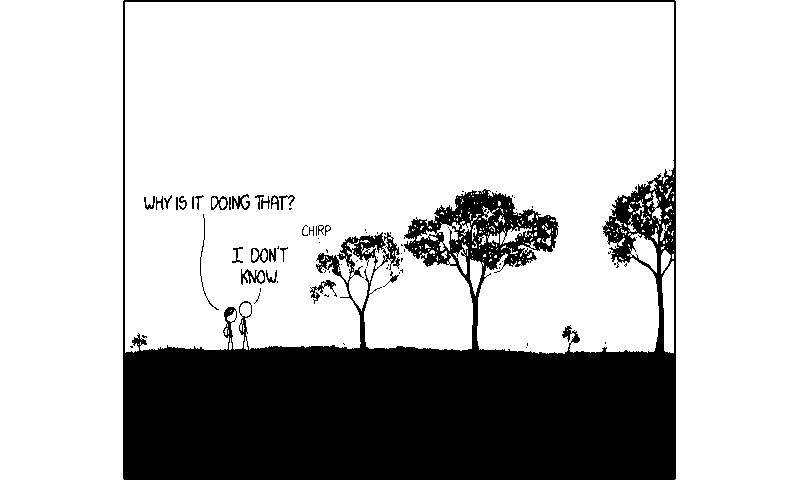 WHY IS IT DOING THAT?
CHIRP
I DON'T
KNOW.